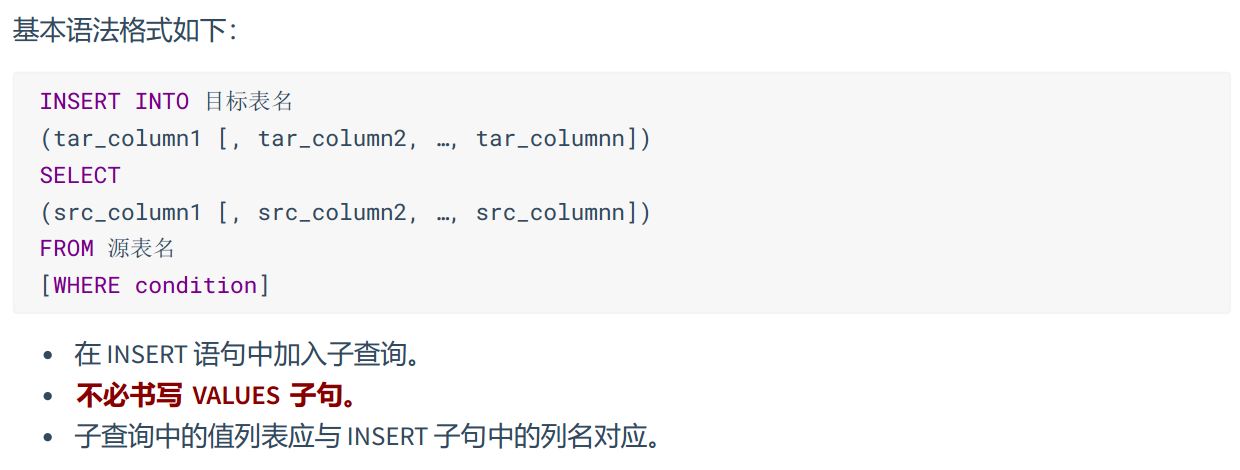 基本语法格式如下：
INSERT INTO 目标表名
(tar_column1 [, tar_column2, …, tar_columnn])
SELECT
(src_column1 [, src_column2, …, src_columnn])
FROM 源表名
[WHERE condition]
在 INSERT 语句中加入子查询。
不必书写 VALUES 子句。
子查询中的值列表应与 INSERT 子句中的列名对应。